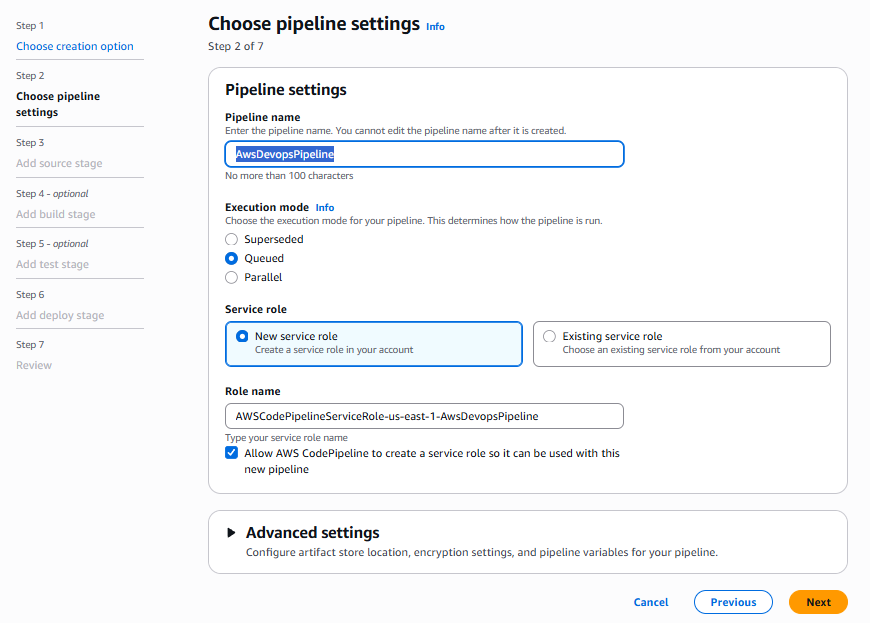 Step 1
Choose creation option
Step 2
Choose pipeline
settings
Step 3
Add source stage
Step 4 - optional
Add build stage
Step 5 - optional
Add test stage
Step 6
Add deploy stage
Step 7
Review
Choose pipeline settings Info
Step 2 of 7
Pipeline settings
Pipeline name
Enter the pipeline name. You cannot edit the pipeline name after it is created.
AwsDevopsPipeline
No more than 100 characters
Execution mode Info
Choose the execution mode for your pipeline. This determines how the pipeline is run.
Superseded
Queued
Parallel
Service role
New service role
Create a service role in your account
Existing service role
Choose an existing service role from your account
Role name
AWSCodePipelineServiceRole-us-east-1-AwsDevopsPipeline
Type your service role name
Allow AWS CodePipeline to create a service role so it can be used with this
new pipeline
Advanced settings
Configure artifact store location, encryption settings, and pipeline variables for your pipeline.
Cancel Previous Next